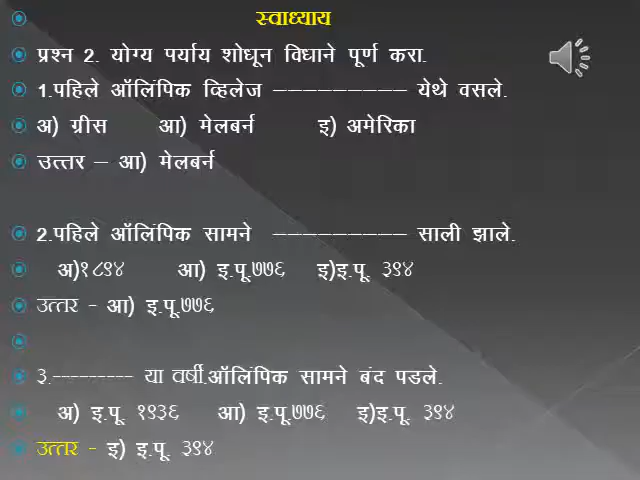 स्वाध्याय
प्रश्न 2. योग्य पर्याय शोधून विधाने पूर्ण करा.
1.पहिले ऑलिंपिक व्हिलेज ––––––––– येथे वसले.
अ) ग्रीस आ) मेलबर्न इ) अमेरिका
उत्तर – आ) मेलबर्न
2.पहिले ऑलिंपिक सामने ––––––––– साली झाले.
अ)१८९४ आ) इ.पू.७७६ इ)इ.पू. ३९४
उत्तर - आ) इ.पू.७७६
३.--------- या वर्षी.ऑलिंपिक सामने बंद पडले.
अ) इ.पू. १९३६ आ) इ.पू.७७६ इ)इ.पू. ३९४
उत्तर - इ) इ.पू. ३९४